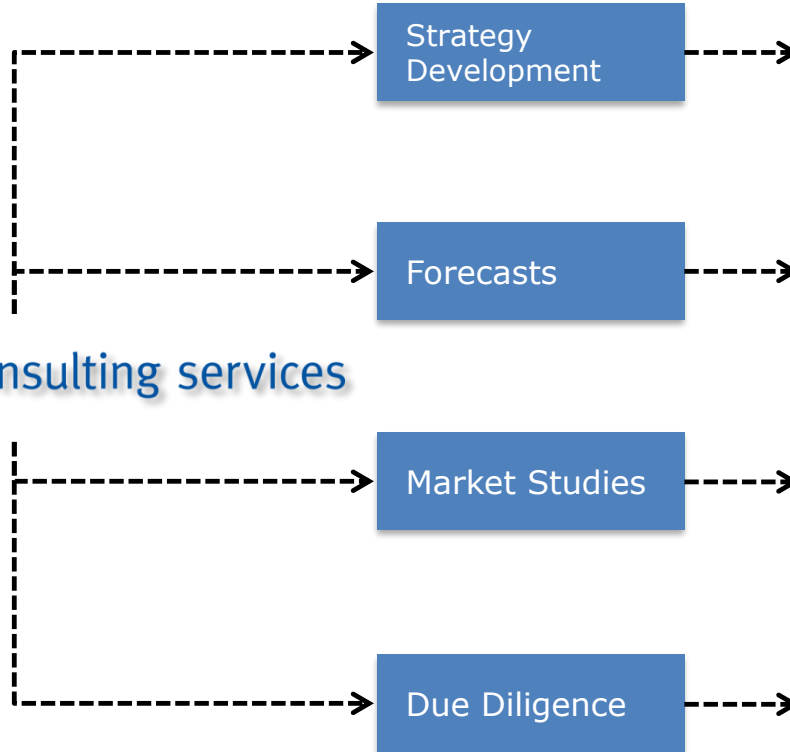 Strategy
Development
Forecasts
nsulting services
Market Studies
Due Diligence